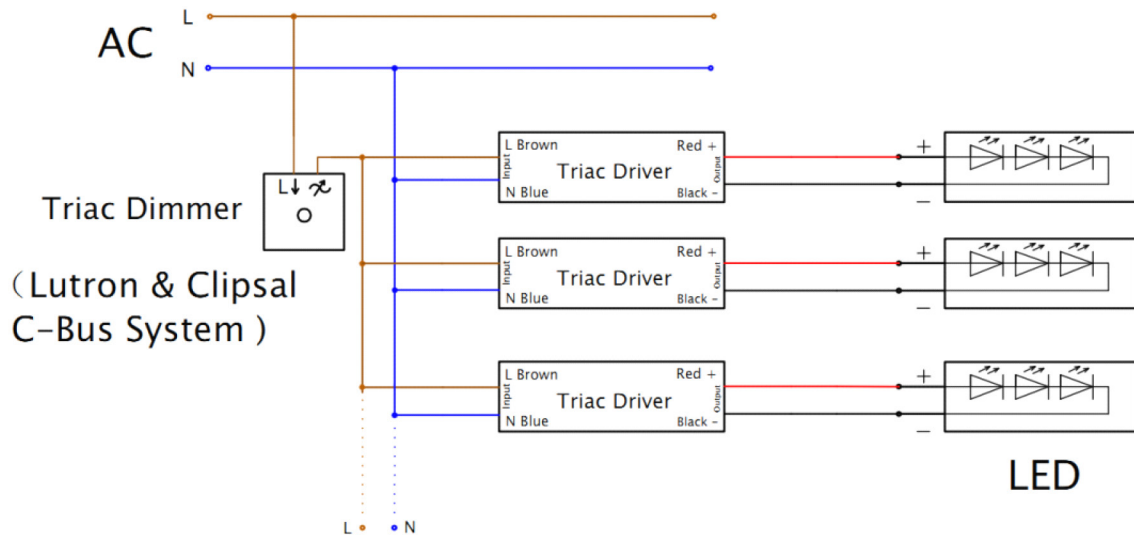 L
AC
N
L Brown
Red +
Input
Triac Driver
Output
N Blue
Black -
+
−
L
Triac Dimmer
(Lutron & Clipsal
C-Bus System )
L Brown
Red +
Input
Triac Driver
Output
N Blue
Black -
+
−
L Brown
Red +
Input
Triac Driver
Output
N Blue
Black -
+
−
LED
L
N